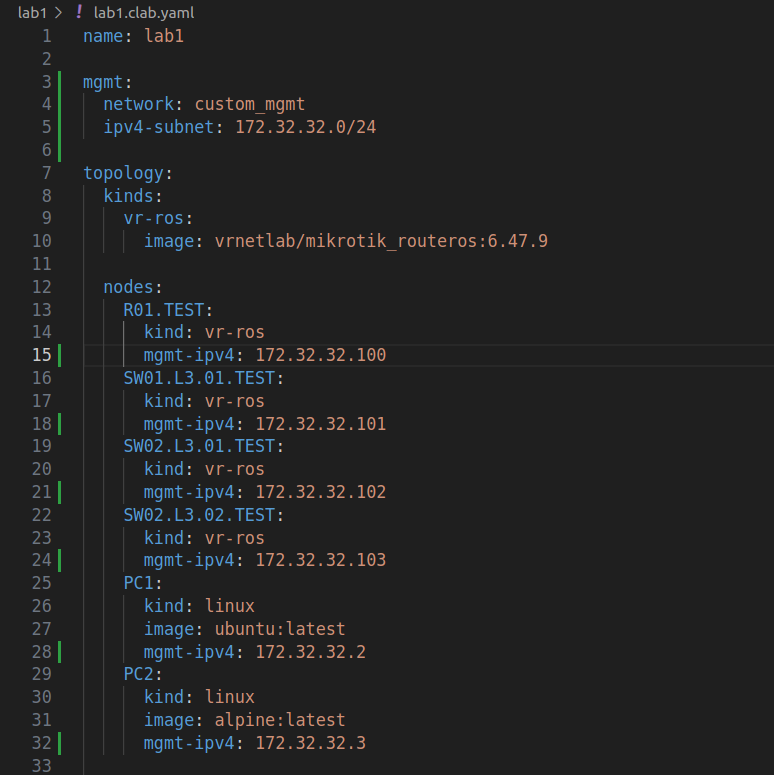 lab1 > ! lab1.clab.yaml
1 name: lab1
2
3 mgmt:
4   network: custom_mgmt
5   ipv4-subnet: 172.32.32.0/24
6
7 topology:
8   kinds:
9     vr-ros:
10       image: vrnetlab/mikrotik_routeros:6.47.9
11
12   nodes:
13     R01.TEST:
14       kind: vr-ros
15       mgmt-ipv4: 172.32.32.100
16     SW01.L3.01.TEST:
17       kind: vr-ros
18       mgmt-ipv4: 172.32.32.101
19     SW02.L3.01.TEST:
20       kind: vr-ros
21       mgmt-ipv4: 172.32.32.102
22     SW02.L3.02.TEST:
23       kind: vr-ros
24       mgmt-ipv4: 172.32.32.103
25     PC1:
26       kind: linux
27       image: ubuntu:latest
28       mgmt-ipv4: 172.32.32.2
29     PC2:
30       kind: linux
31       image: alpine:latest
32       mgmt-ipv4: 172.32.32.3
33